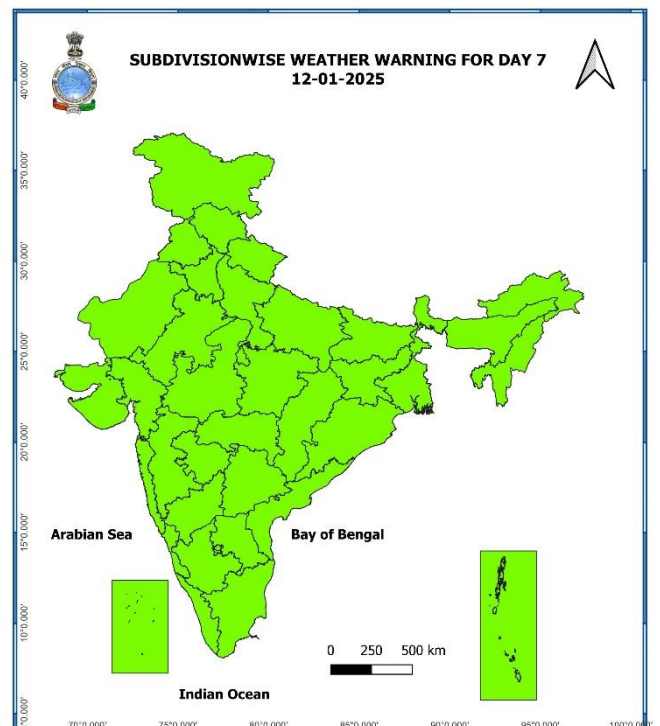 SUBDIVISIONWISE WEATHER WARNING FOR DAY 7
12-01-2025
40°0.000'
35°0.000'
30°0.000'
25°0.000'
20°0.000'
15°0.000'
10°0.000'
Arabian Sea
Bay of Bengal
0 250 500 km
Indian Ocean
70°0.000' 75°0.000' 80°0.000' 85°0.000' 90°0.000' 95°0.000'